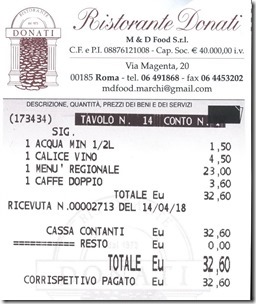 RISTORANTE
DONATI
Ristorante Donati
M & D Food S.r.l.
C.F. e P.I. 08876121008 - Cap. Soc. € 40.000,00 i.v.
Via Magenta, 20
00185 Roma - tel. 06 491868 - fax 06 4453202
mdfood.marchi@gmail.com
DESCRIZIONE, QUANTITÀ, PREZZI DEI BENI E DEI SERVIZI
(173434) TAVOLO N. 14 CONTO N.
SIG.
1 ACQUA MIN 1/2L 1,50
1 CALICE VINO 4,50
1 MENU' REGIONALE 23,00
1 CAFFE DOPPIO 3,60
TOTALE Eu 32,60
RICEVUTA N.00002713 DEL 14/04/18
CASSA CONTANTI Eu 32,60
============ RESTO Eu 0,00
TOTALE Eu 32,60
CORRISPETTIVO PAGATO Eu 32,60